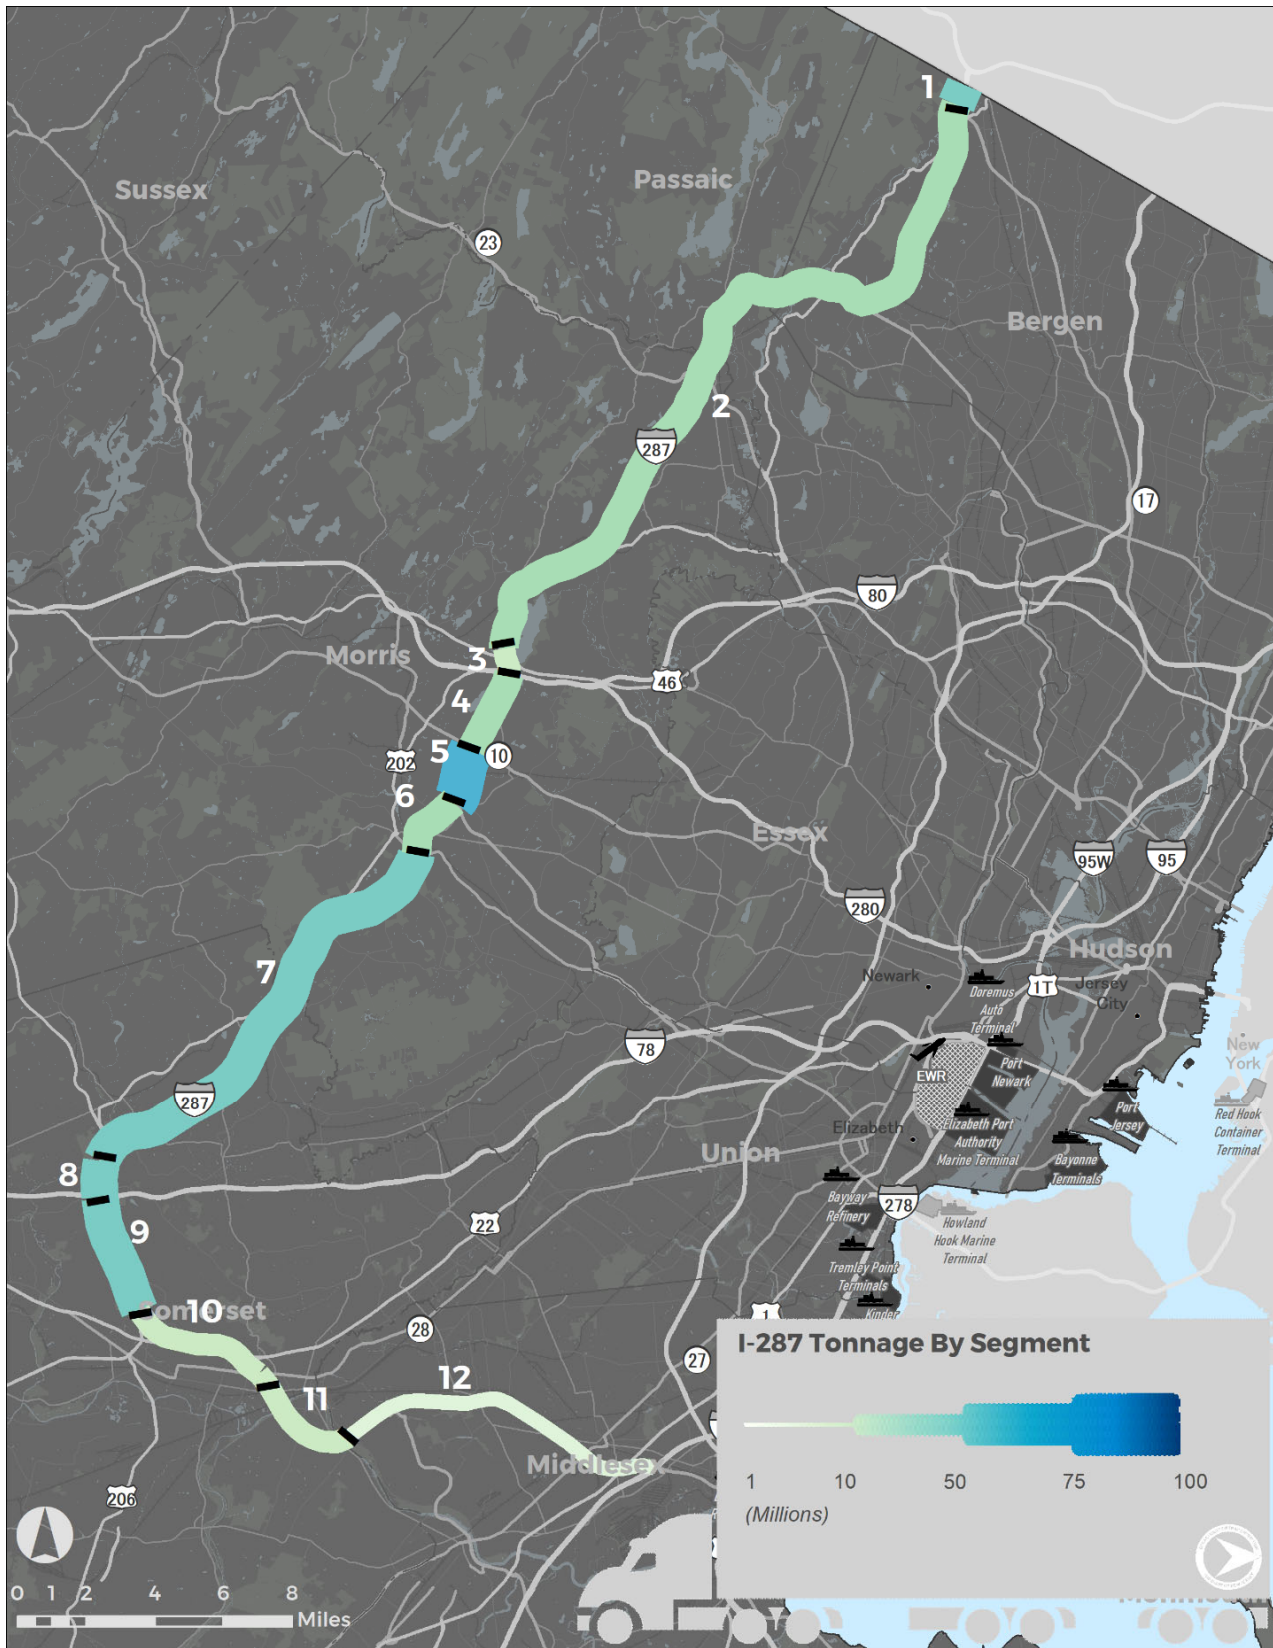 1
Sussex
Passaic
23
Bergen
2
287
17
80
Morris
3
46
4
5
10
202
6
Essex
95W
95
280
Hudson
7
Newark
Doremus
Auto
Terminal
1T
Jersey
City
78
New
York
EWR
Port
Newark
287
Port
Jersey
Red Hook
Container
Terminal
Elizabeth
Elizabeth Port
Authority
Marine Terminal
Union
Bayonne
Terminals
8
Bayway
Refinery
278
22
Howland
Hook Marine
Terminal
9
Tremley Point
Terminals
Kinder
10
Somerset
28
1
27
I-287 Tonnage By Segment
12
11
Middlesex
1 10 50 75 100
(Millions)
206
0 1 2 4 6 8
Miles